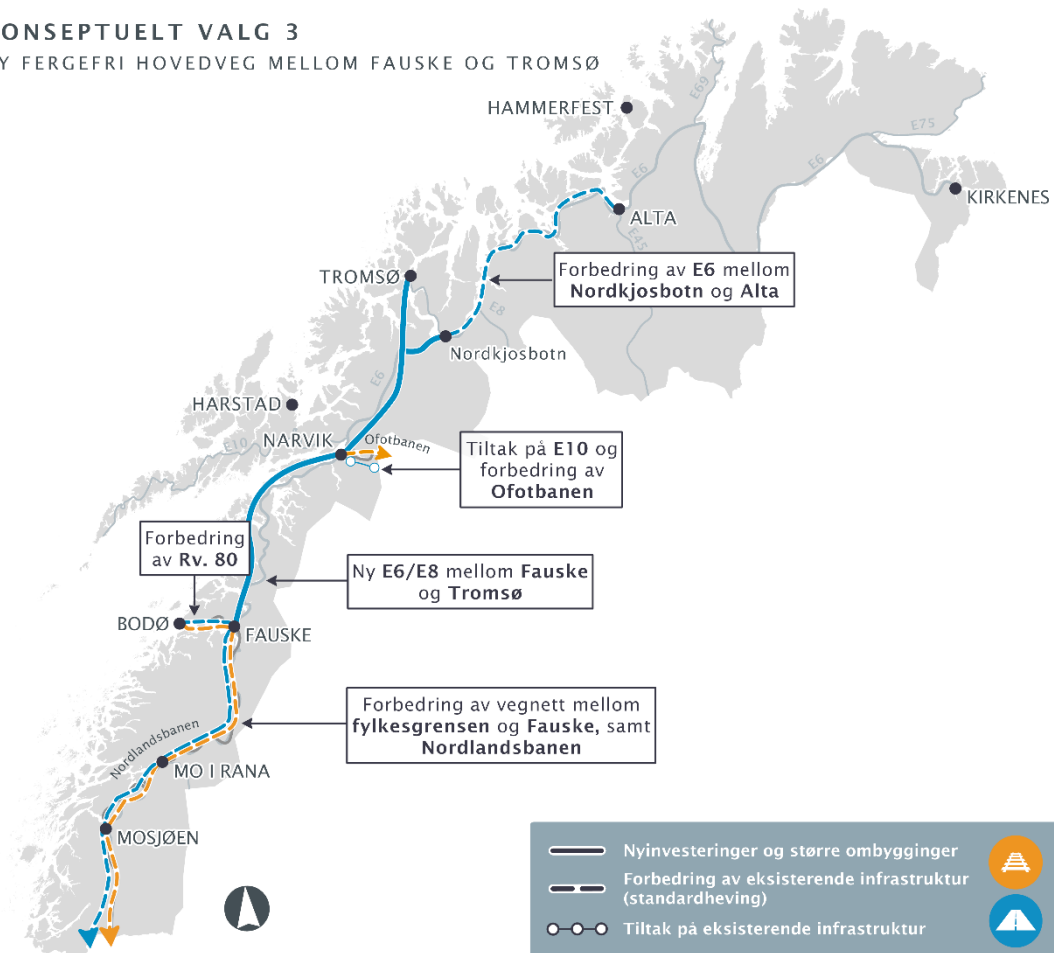 ONSEPTUELT VALG 3
Y FERGEFRI HOVEDVEG MELLOM FAUSKE OG TROMSØ
HAMMERFEST
E69
E75
E6
E6
KIRKENES
ALTA
E45
TROMSØ
Forbedring av E6 mellom
Nordkjosbotn og Alta
E8
Nordkjosbotn
E6
HARSTAD
NARVIK
Ofotbanen
E10
Tiltak på E10 og
forbedring av
Ofotbanen
Forbedring
av Rv. 80
Ny E6/E8 mellom Fauske
og Tromsø
BODØ
FAUSKE
Forbedring av vegnett mellom
fylkesgrensen og Fauske, samt
Nordlandsbanen
Nordlandsbanen
MO I RANA
MOSJØEN
Nyinvesteringer og større ombygginger
Forbedring av eksisterende infrastruktur
(standardheving)
Tiltak på eksisterende infrastruktur